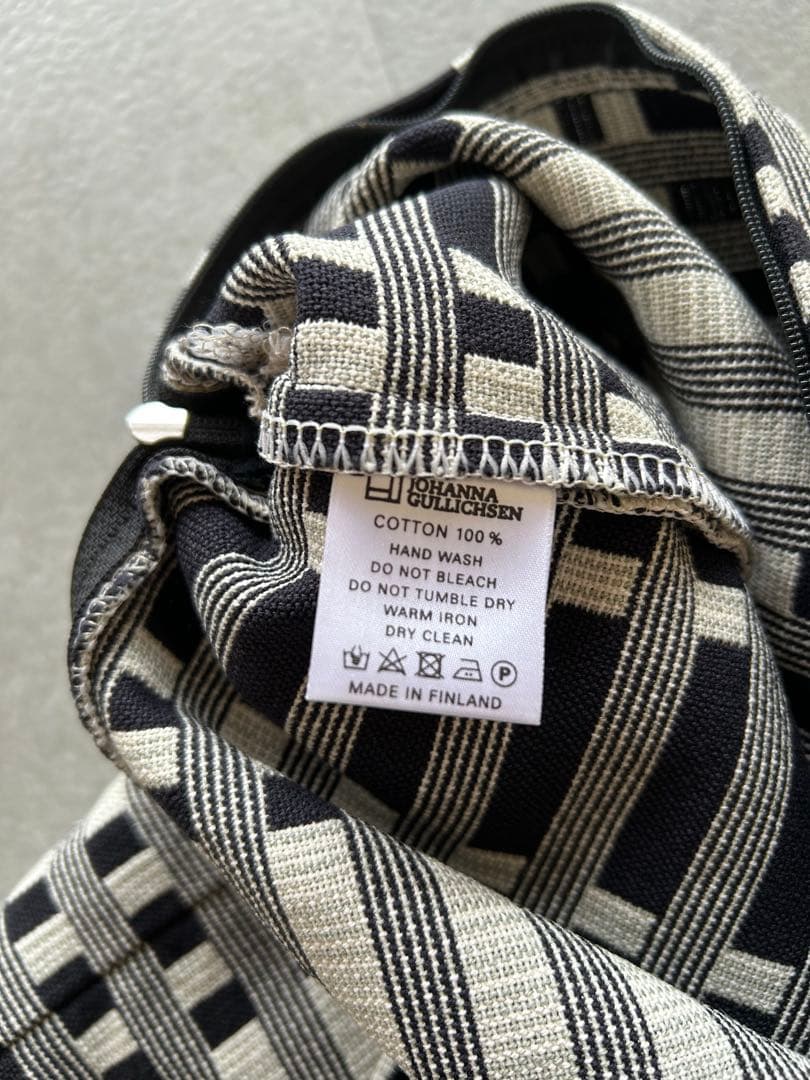 JOHANNA
GULLICHSEN
COTTON 100 %
HAND WASH
DO NOT BLEACH
DO NOT TUMBLE DRY
WARM IRON
DRY CLEAN
P
MADE IN FINLAND